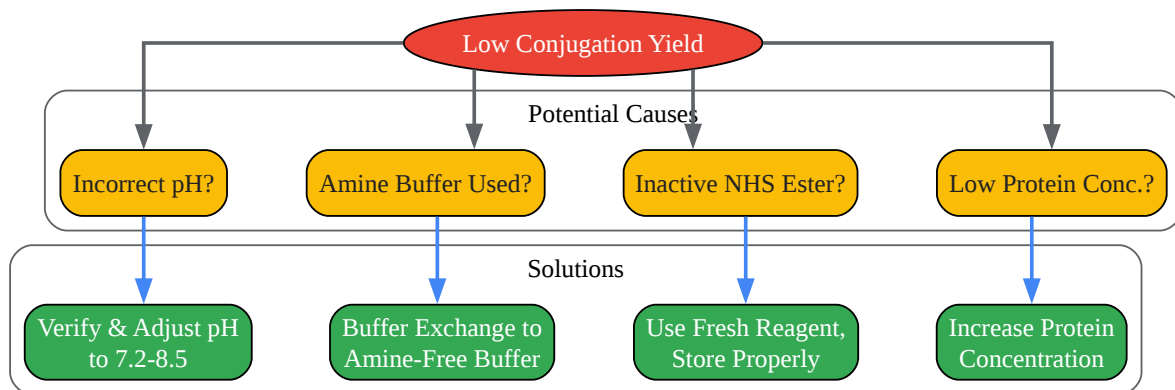 Low Conjugation Yield
Potential Causes
Incorrect pH?
Amine Buffer Used?
Inactive NHS Ester?
Low Protein Conc.?
Solutions
Verify & Adjust pH
to 7.2-8.5
Buffer Exchange to
Amine-Free Buffer
Use Fresh Reagent,
Store Properly
Increase Protein
Concentration